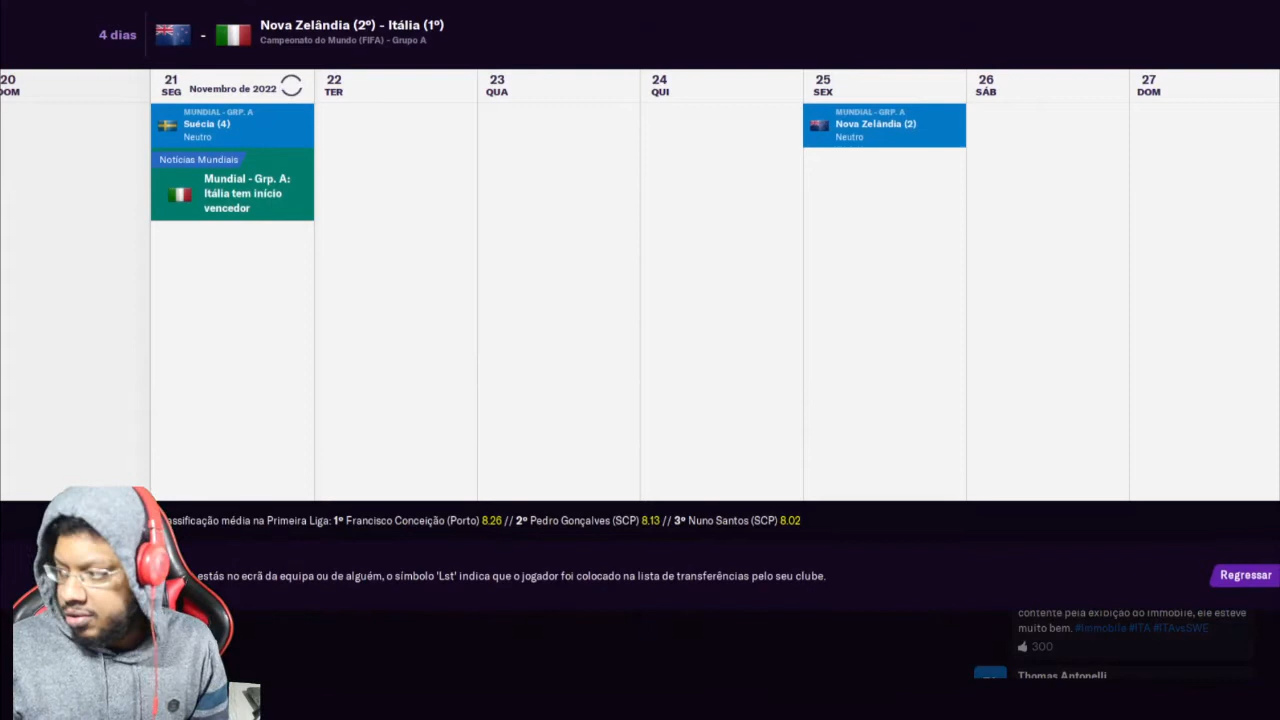 4 dias
-
Nova Zelândia (2º) - Itália (1º)
Campeonato do Mundo (FIFA) - Grupo A
20
DOM
21
SEG
Novembro de 2022
22
TER
23
QUA
24
QUI
25
SEX
26
SÁB
27
DOM
MUNDIAL - GRP. A
Suécia (4)
Neutro
Notícias Mundiais
Mundial - Grp. A:
Itália tem início
vencedor
MUNDIAL - GRP. A
Nova Zelândia (2)
Neutro
assificação média na Primeira Liga: 1º Francisco Conceição (Porto) 8.26 // 2º Pedro Gonçalves (SCP) 8.13 // 3º Nuno Santos (SCP) 8.02
estás no ecrã da equipa ou de alguém, o símbolo 'Lst' indica que o jogador foi colocado na lista de transferências pelo seu clube.
Regressar
contente pela exibição do Immobile, ele esteve
muito bem. #Immobile #ITA #ITAvsSWE
300
Thomas Antonelli